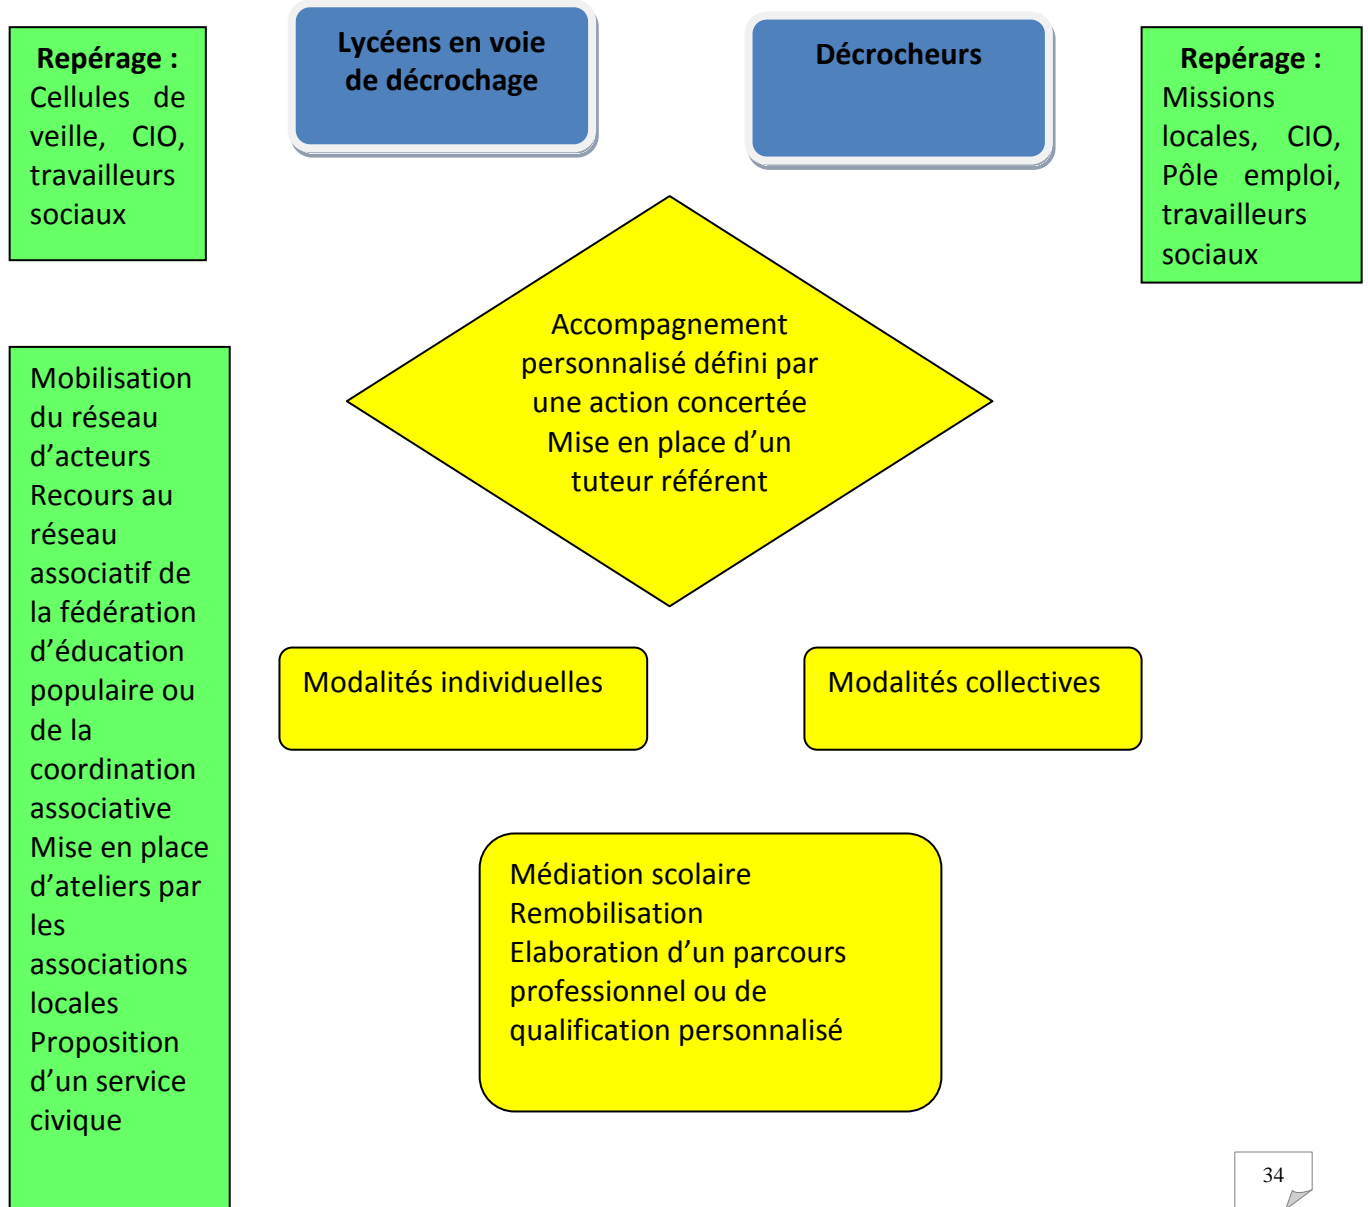 Repérage :
Cellules de
veille, CIO,
travailleurs
sociaux
Lycéens en voie
de décrochage
Décrocheurs
Repérage :
Missions
locales, CIO,
Pôle emploi,
travailleurs
sociaux
Accompagnement
personnalisé défini par
une action concertée
Mise en place d’un
tuteur référent
Mobilisation
du réseau
d’acteurs
Recours au
réseau
associatif de
la fédération
d’éducation
populaire ou
de la
coordination
associative
Mise en place
d’ateliers par
les
associations
locales
Proposition
d’un service
civique
Modalités individuelles
Modalités collectives
Médiation scolaire
Remobilisation
Elaboration d’un parcours
professionnel ou de
qualification personnalisé
34